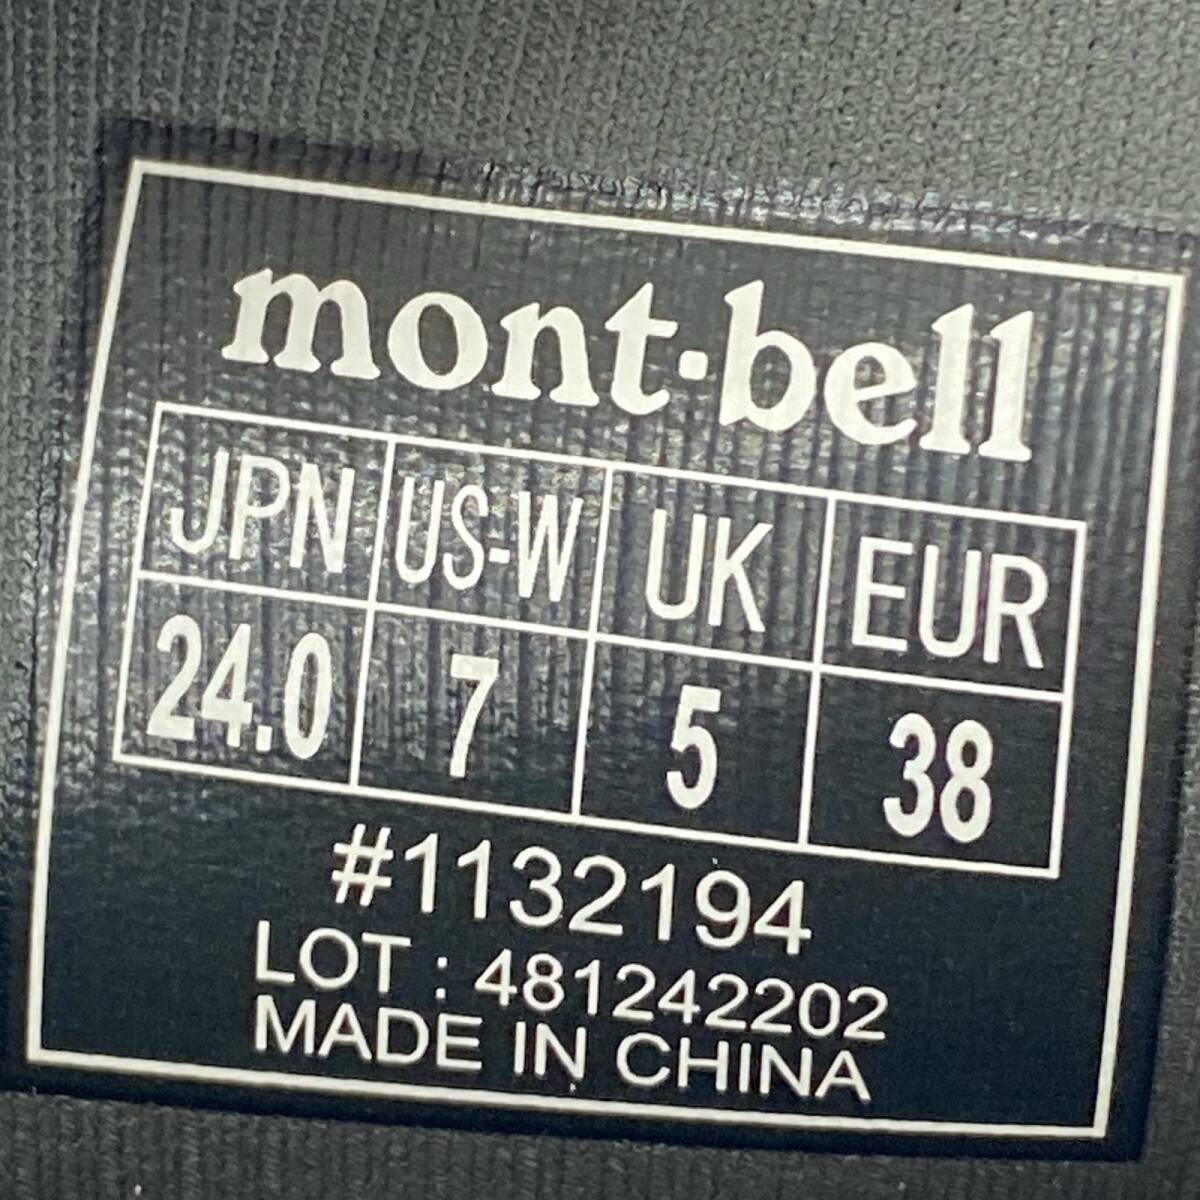 mont·bell
JPN US-W UK EUR
24.0 7 5 38
#1132194
LOT : 481242202
MADE IN CHINA